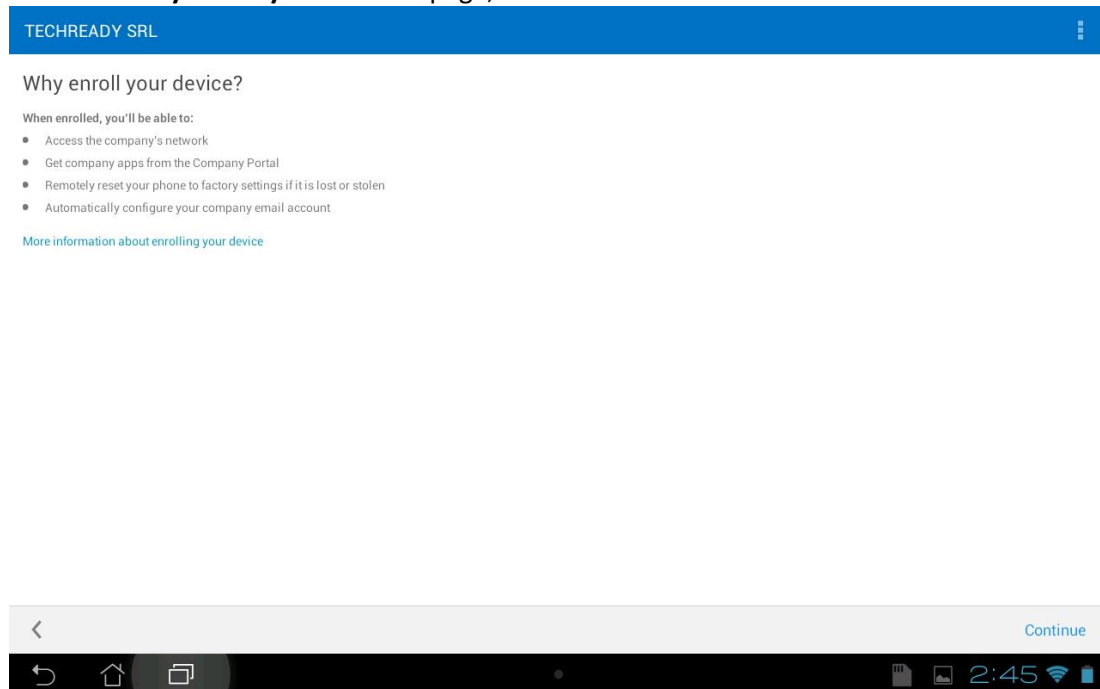 TECHREADY SRL
Why enroll your device?
When enrolled, you'll be able to:
• Access the company's network
• Get company apps from the Company Portal
• Remotely reset your phone to factory settings if it is lost or stolen
• Automatically configure your company email account
More information about enrolling your device
Continue
2:45